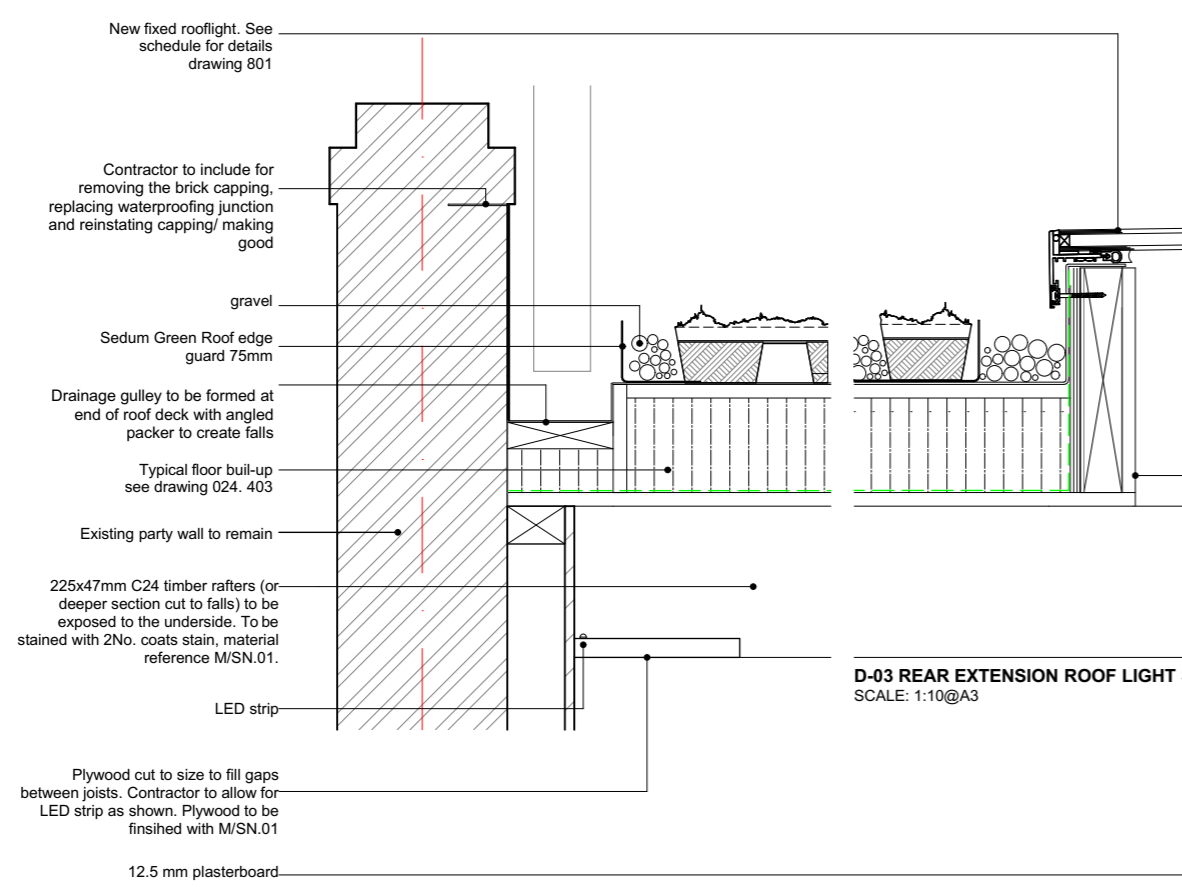 New fixed rooflight. See
schedule for details
drawing 801
Contractor to include for
removing the brick capping,
replacing waterproofing junction
and reinstating capping/ making
good
gravel
Sedum Green Roof edge
guard 75mm
Drainage gulley to be formed at
end of roof deck with angled
packer to create falls
Typical floor buil-up
see drawing 024. 403
Existing party wall to remain
225x47mm C24 timber rafters (or
deeper section cut to falls) to be
exposed to the underside. To be
stained with 2No. coats stain, material
reference M/SN.01.
LED strip
Plywood cut to size to fill gaps
between joists. Contractor to allow for
LED strip as shown. Plywood to be
finsihed with M/SN.01
12.5 mm plasterboard
D-03 REAR EXTENSION ROOF LIGHT
SCALE: 1:10@A3